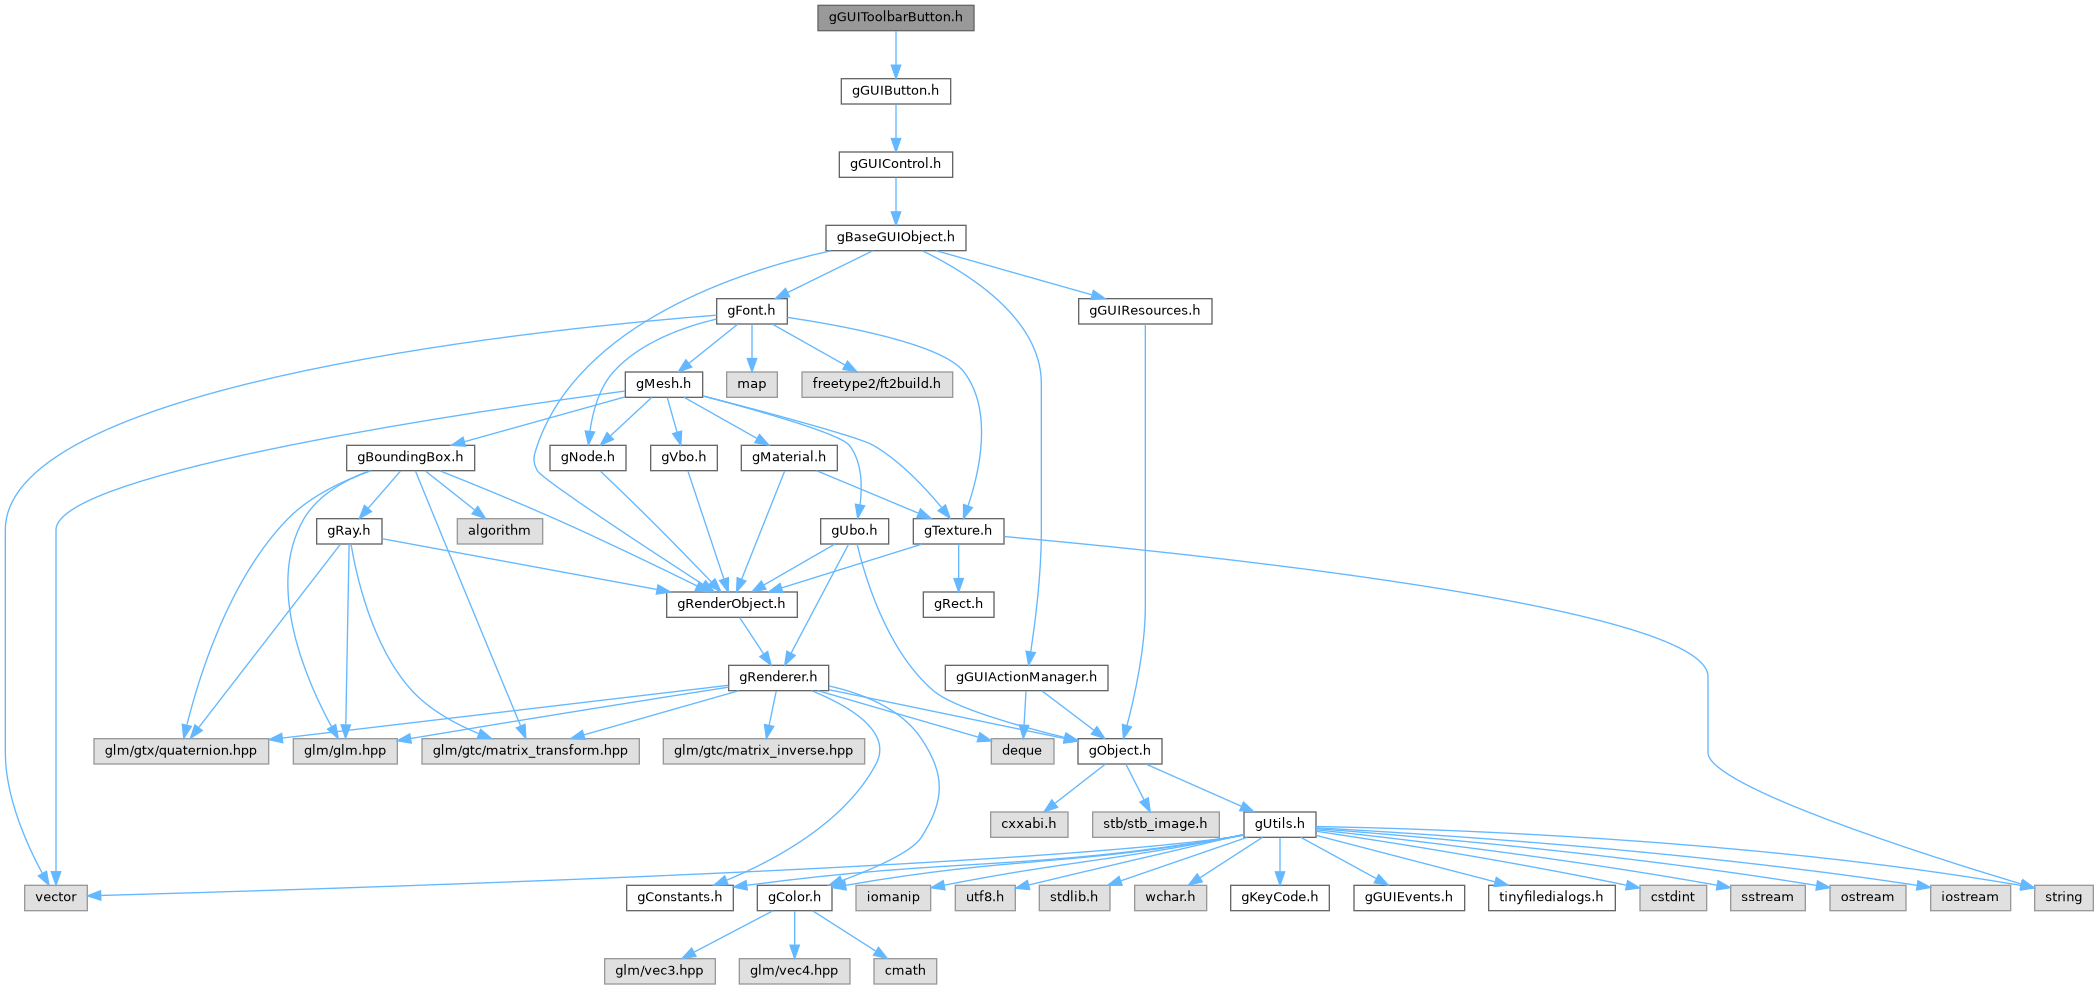 gGUIToolbarButton.h
gGUIButton.h
gGUIControl.h
gBaseGUIObject.h
gFont.h
gGUIResources.h
gMesh.h
map
freetype2/ft2build.h
gBoundingBox.h
gNode.h
gVbo.h
gMaterial.h
gRay.h
algorithm
gUbo.h
gTexture.h
gRenderObject.h
gRect.h
gRenderer.h
gGUIActionManager.h
glm/gtx/quaternion.hpp
glm/glm.hpp
glm/gtc/matrix_transform.hpp
glm/gtc/matrix_inverse.hpp
deque
gObject.h
cxxabi.h
stb/stb_image.h
gUtils.h
vector
gConstants.h
gColor.h
iomanip
utf8.h
stdlib.h
wchar.h
gKeyCode.h
gGUIEvents.h
tinyfiledialogs.h
cstdint
sstream
ostream
iostream
string
glm/vec3.hpp
glm/vec4.hpp
cmath